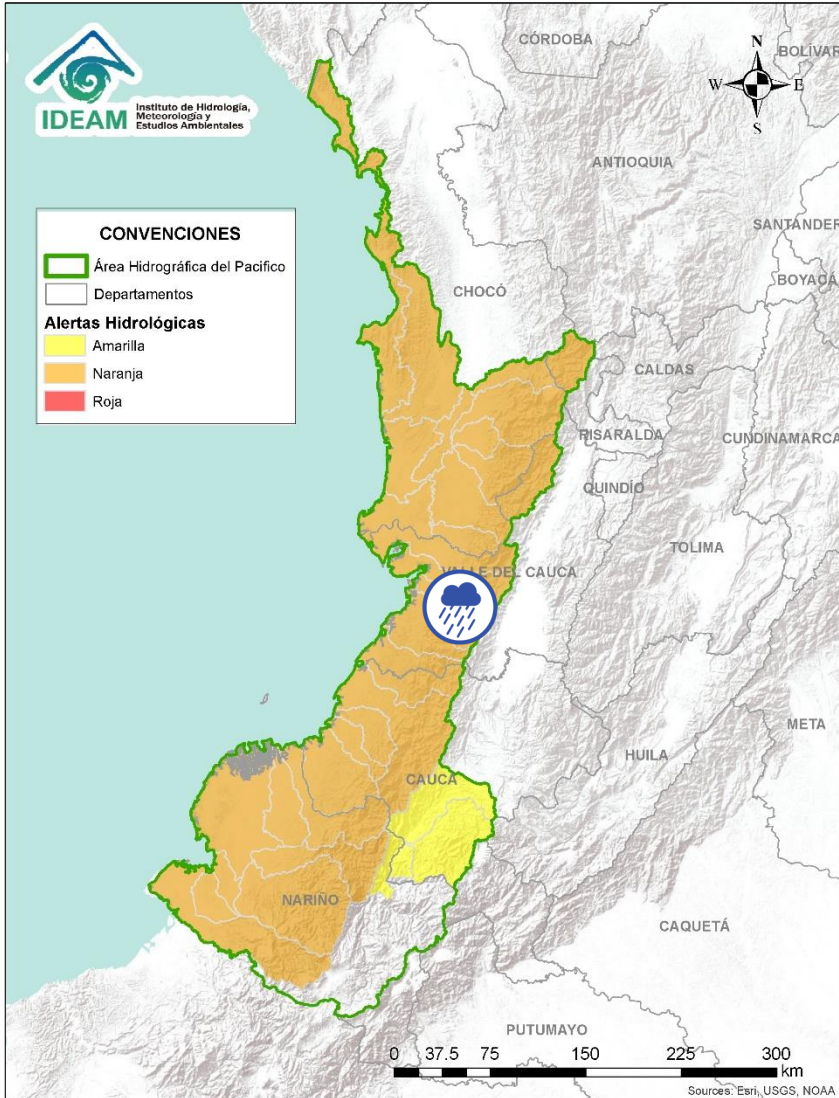 CÓRDOBA
BOLÍVAR
N
W
E
S
IDEAM
Instituto de Hidrología,
Meteorología y
Estudios Ambientales
ANTIOQUIA
SANTANDER
CONVENCIONES
Área Hidrográfica del Pacifico
Departamentos
Alertas Hidrológicas
Amarilla
Naranja
Roja
BOYACÁ
CHOCÓ
CALDAS
RISARALDA
CUNDINAMARCA
QUINDÍO
TOLIMA
VALLE DEL CAUCA
META
HUILA
CAUCA
NARIÑO
CAQUETÁ
PUTUMAYO
0 37.5 75 150 225 300
km
Sources: Esri, USGS, NOAA